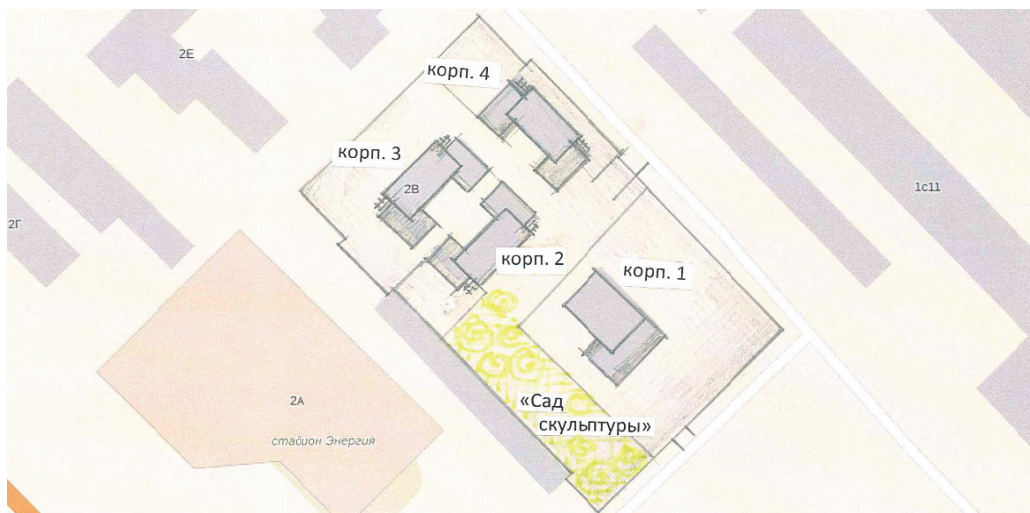 2Е
корп. 4
корп. 3
2В
1с11
2Г
корп. 2
корп. 1
2А
стадион Энергия
«Сад
скульптуры»